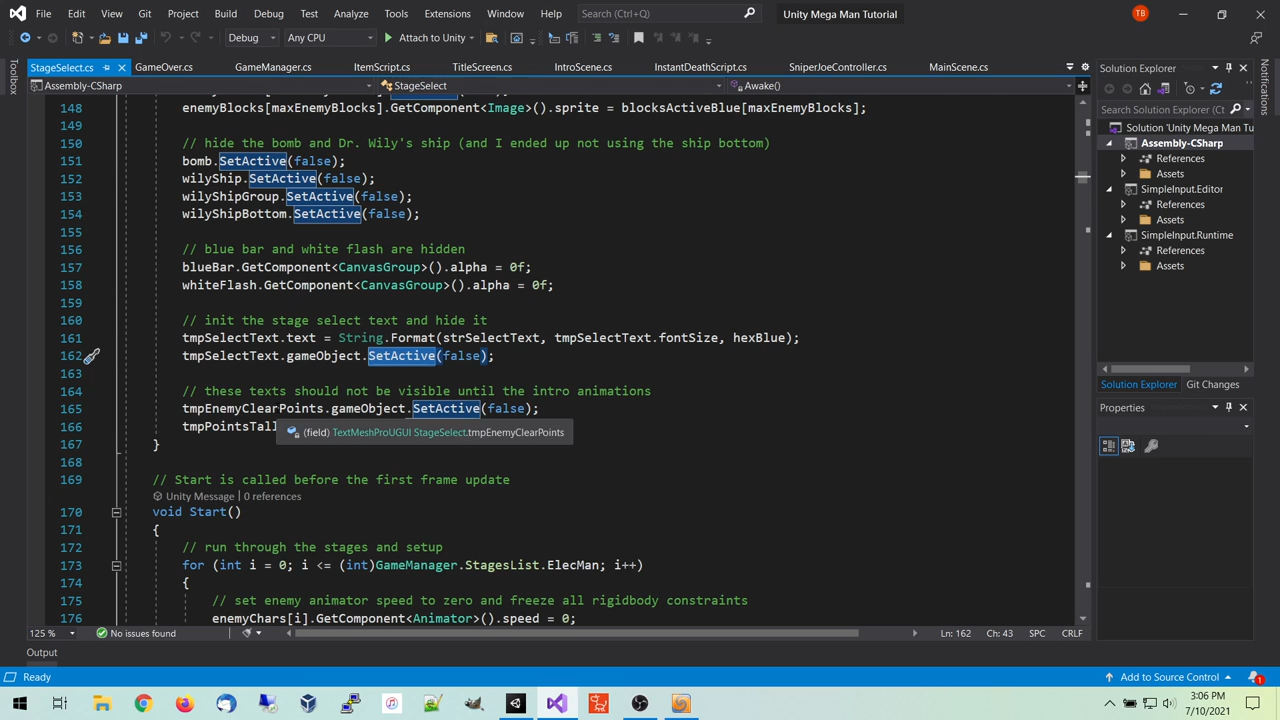 File Edit View Git Project Build Debug Test Analyze Tools Extensions Window Help Search (Ctrl+Q) Unity Mega Man Tutorial TB
Debug Any CPU Attach to Unity
Toolbox
StageSelect.cs GameOver.cs GameManager.cs ItemScript.cs TitleScreen.cs IntroScene.cs InstantDeathScript.cs SniperJoeController.cs MainScene.cs
Assembly-CSharp StageSelect Awake()
148 enemyBlocks[maxEnemyBlocks].GetComponent<Image>().sprite = blocksActiveBlue[maxEnemyBlocks];
149
150 // hide the bomb and Dr. Wily's ship (and I ended up not using the ship bottom)
151 bomb.SetActive(false);
152 wilyShip.SetActive(false);
153 wilyShipGroup.SetActive(false);
154 wilyShipBottom.SetActive(false);
155
156 // blue bar and white flash are hidden
157 blueBar.GetComponent<CanvasGroup>().alpha = 0f;
158 whiteFlash.GetComponent<CanvasGroup>().alpha = 0f;
159
160 // init the stage select text and hide it
161 tmpSelectText.text = String.Format(strSelectText, tmpSelectText.fontSize, hexBlue);
162 tmpSelectText.gameObject.SetActive(false);
163
164 // these texts should not be visible until the intro animations
165 tmpEnemyClearPoints.gameObject.SetActive(false);
166 tmpPointsTall
(field) TextMeshProUGUI StageSelect.tmpEnemyClearPoints
167 }
168
169 // Start is called before the first frame update
Unity Message | 0 references
170 void Start()
171 {
172 // run through the stages and setup
173 for (int i = 0; i <= (int)GameManager.StagesList.ElecMan; i++)
174 {
175 // set enemy animator speed to zero and freeze all rigidbody constraints
176 enemyChars[i].GetComponent<Animator>().speed = 0;
125 % No issues found Ln: 162 Ch: 43 SPC CRLF
Output
Solution Explorer
Search Solution Explorer (Ct
Solution 'Unity Mega Man Tu
Assembly-CSharp
References
Assets
SimpleInput.Editor
References
Assets
SimpleInput.Runtime
References
Assets
Solution Explorer Git Changes
Properties
Notifications
Ready Add to Source Control 1
3:06 PM
7/10/2021